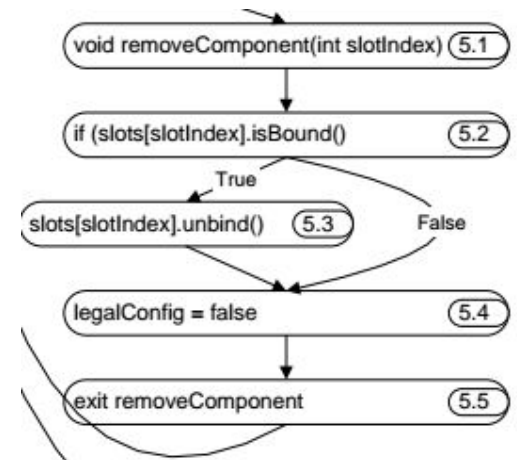 void removeComponent(int slotIndex) 5.1
if (slots[slotIndex].isBound() 5.2
True
slots[slotIndex].unbind() 5.3
False
legalConfig = false 5.4
exit removeComponent 5.5